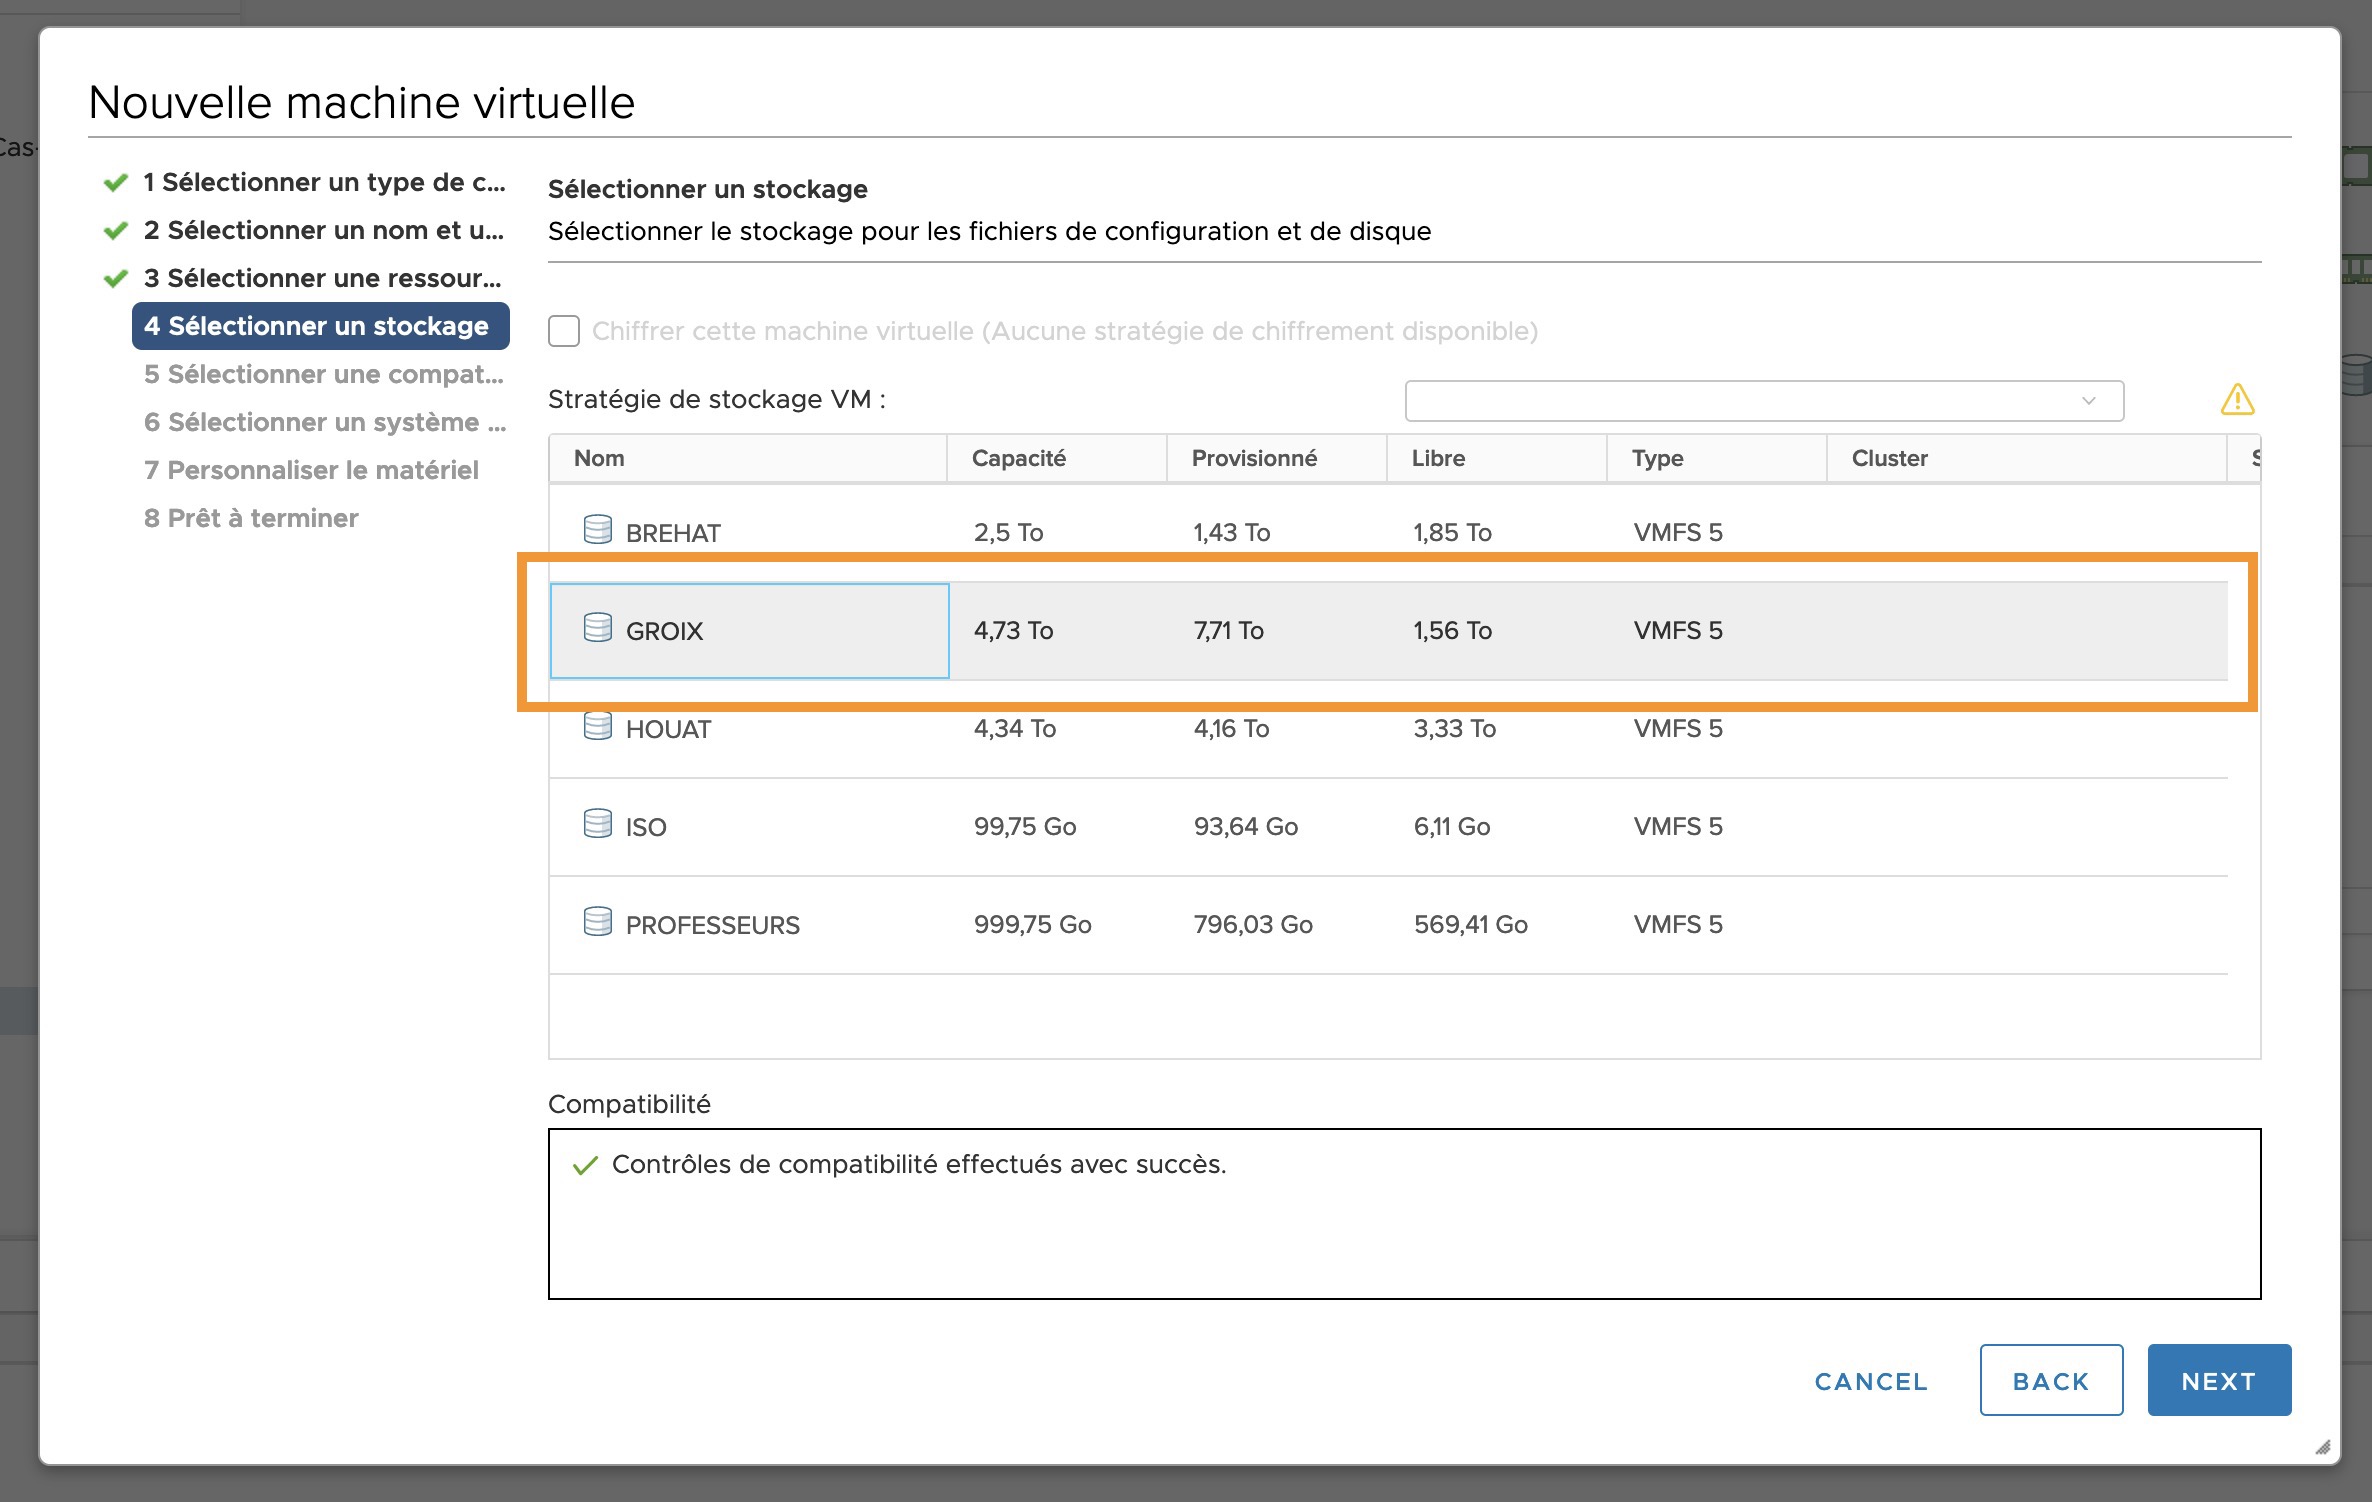 Nouvelle machine virtuelle
Cas-
1 Sélectionner un type de c...
2 Sélectionner un nom et u...
3 Sélectionner une ressour...
4 Sélectionner un stockage
5 Sélectionner une compat...
6 Sélectionner un système ...
7 Personnaliser le matériel
8 Prêt à terminer
Sélectionner un stockage
Sélectionner le stockage pour les fichiers de configuration et de disque
Chiffrer cette machine virtuelle (Aucune stratégie de chiffrement disponible)
Stratégie de stockage VM :
Nom Capacité Provisionné Libre Type Cluster S
BREHAT 2,5 To 1,43 To 1,85 To VMFS 5
GROIX 4,73 To 7,71 To 1,56 To VMFS 5
HOUAT 4,34 To 4,16 To 3,33 To VMFS 5
ISO 99,75 Go 93,64 Go 6,11 Go VMFS 5
PROFESSEURS 999,75 Go 796,03 Go 569,41 Go VMFS 5
Compatibilité
Contrôles de compatibilité effectués avec succès.
CANCEL BACK NEXT